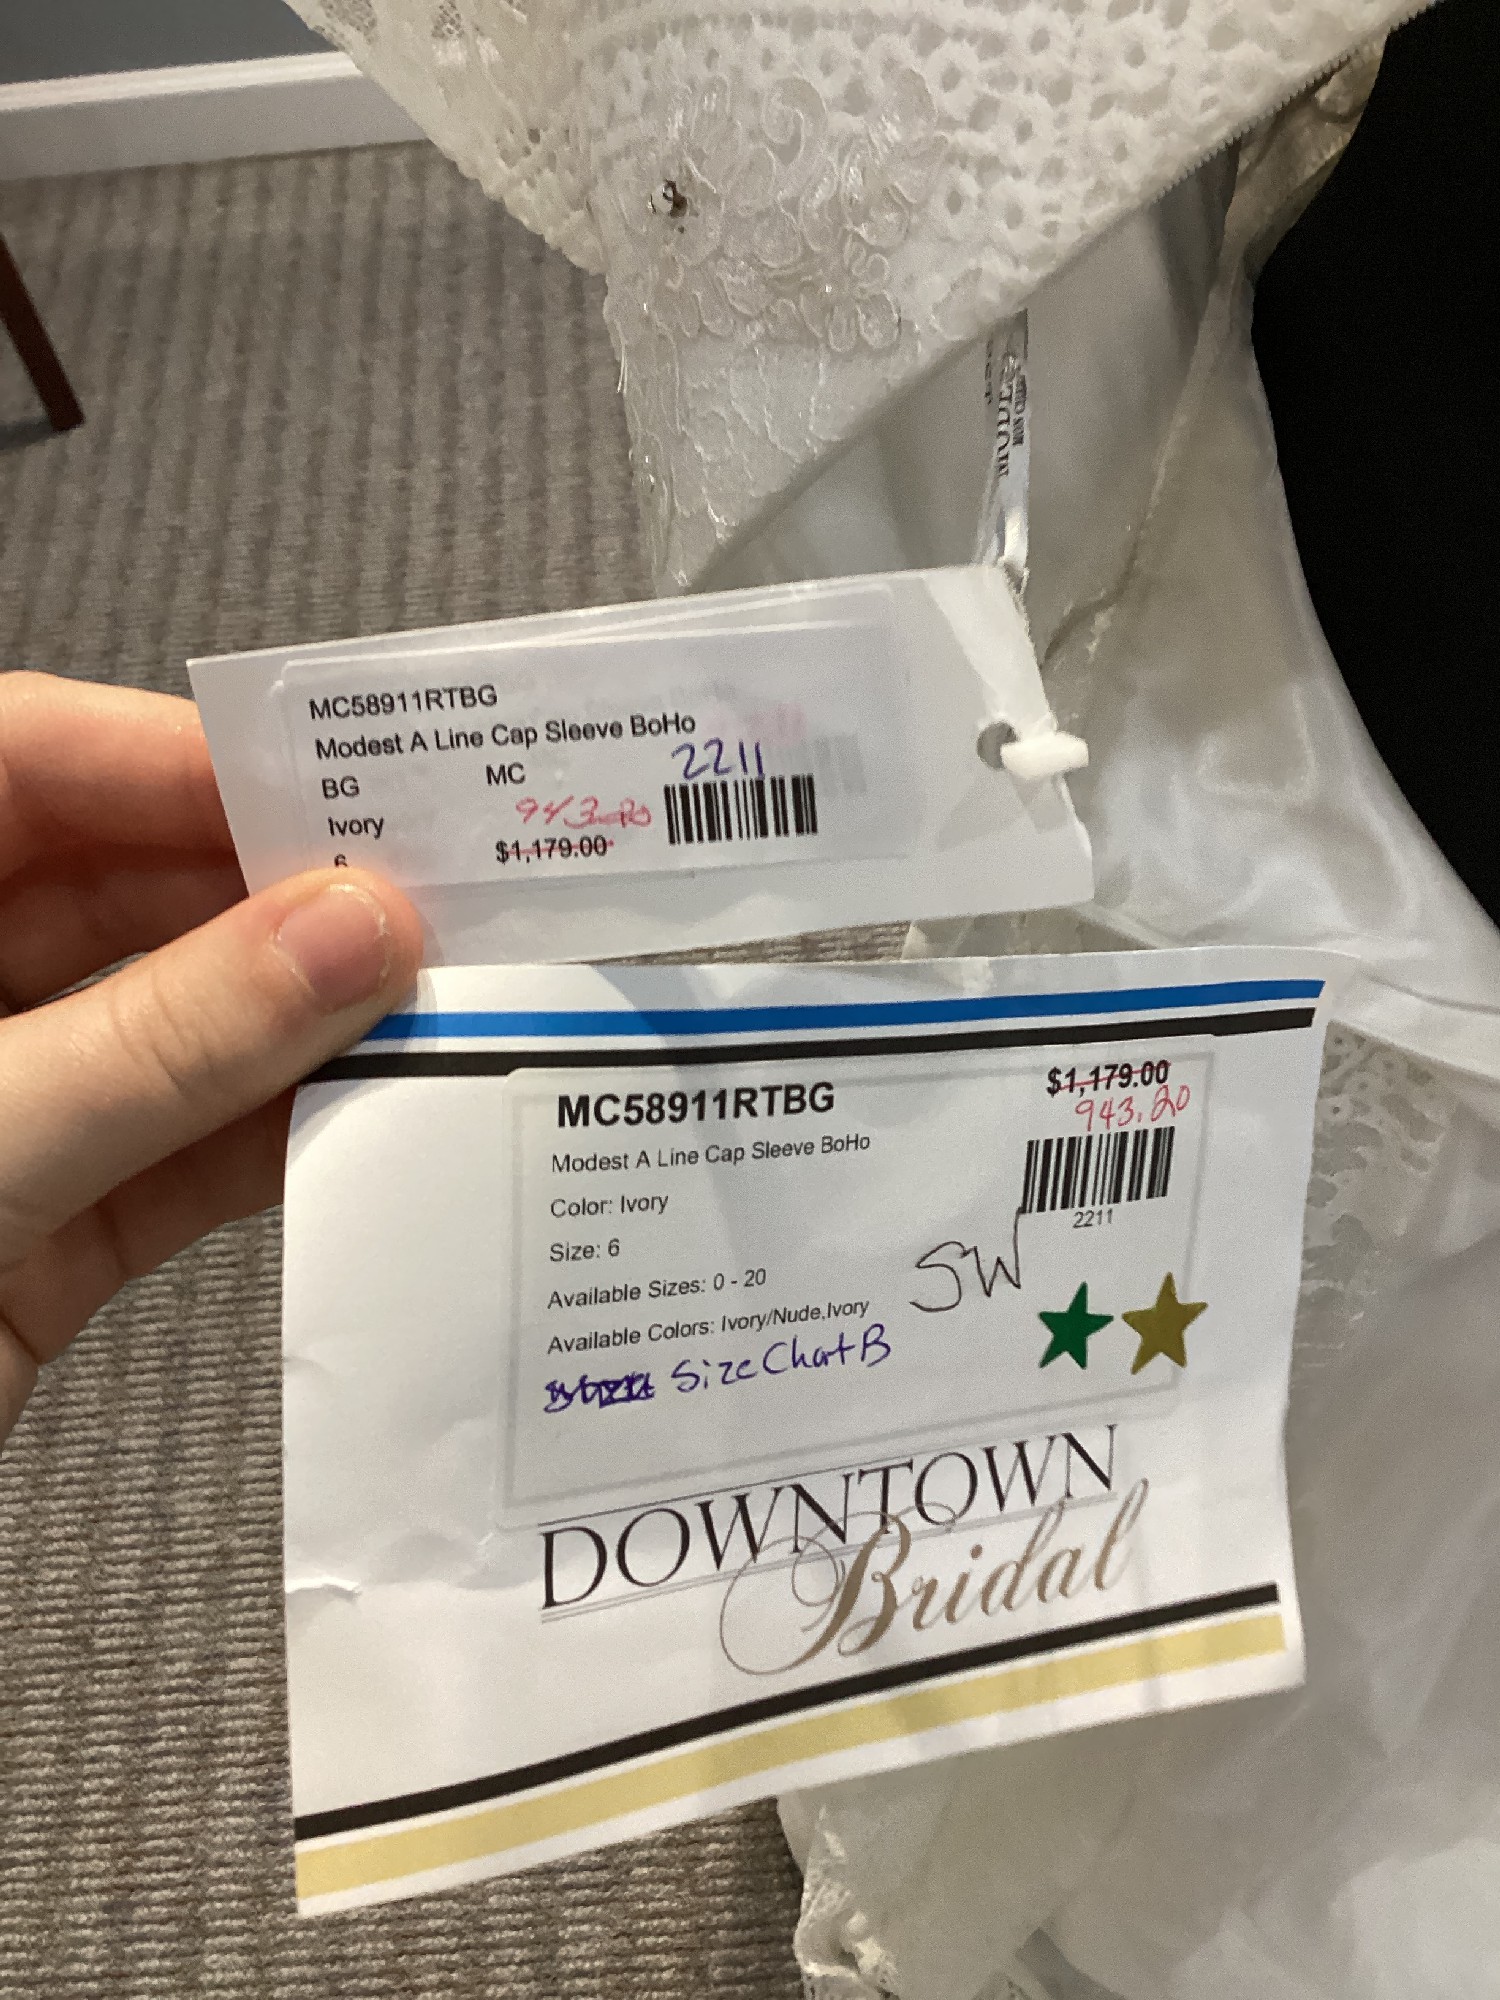 MC58911RTBG
Modest A Line Cap Sleeve BoHo
2211
BG MC
943.20
Ivory
$1,179.00
6
MC58911RTBG
$1,179.00
943.20
Modest A Line Cap Sleeve BoHo
Color: Ivory
2211
Size: 6
SW
Available Sizes: 0 - 20
Available Colors: Ivory/Nude,Ivory
Size Chart B
DOWNTOWN
Bridal